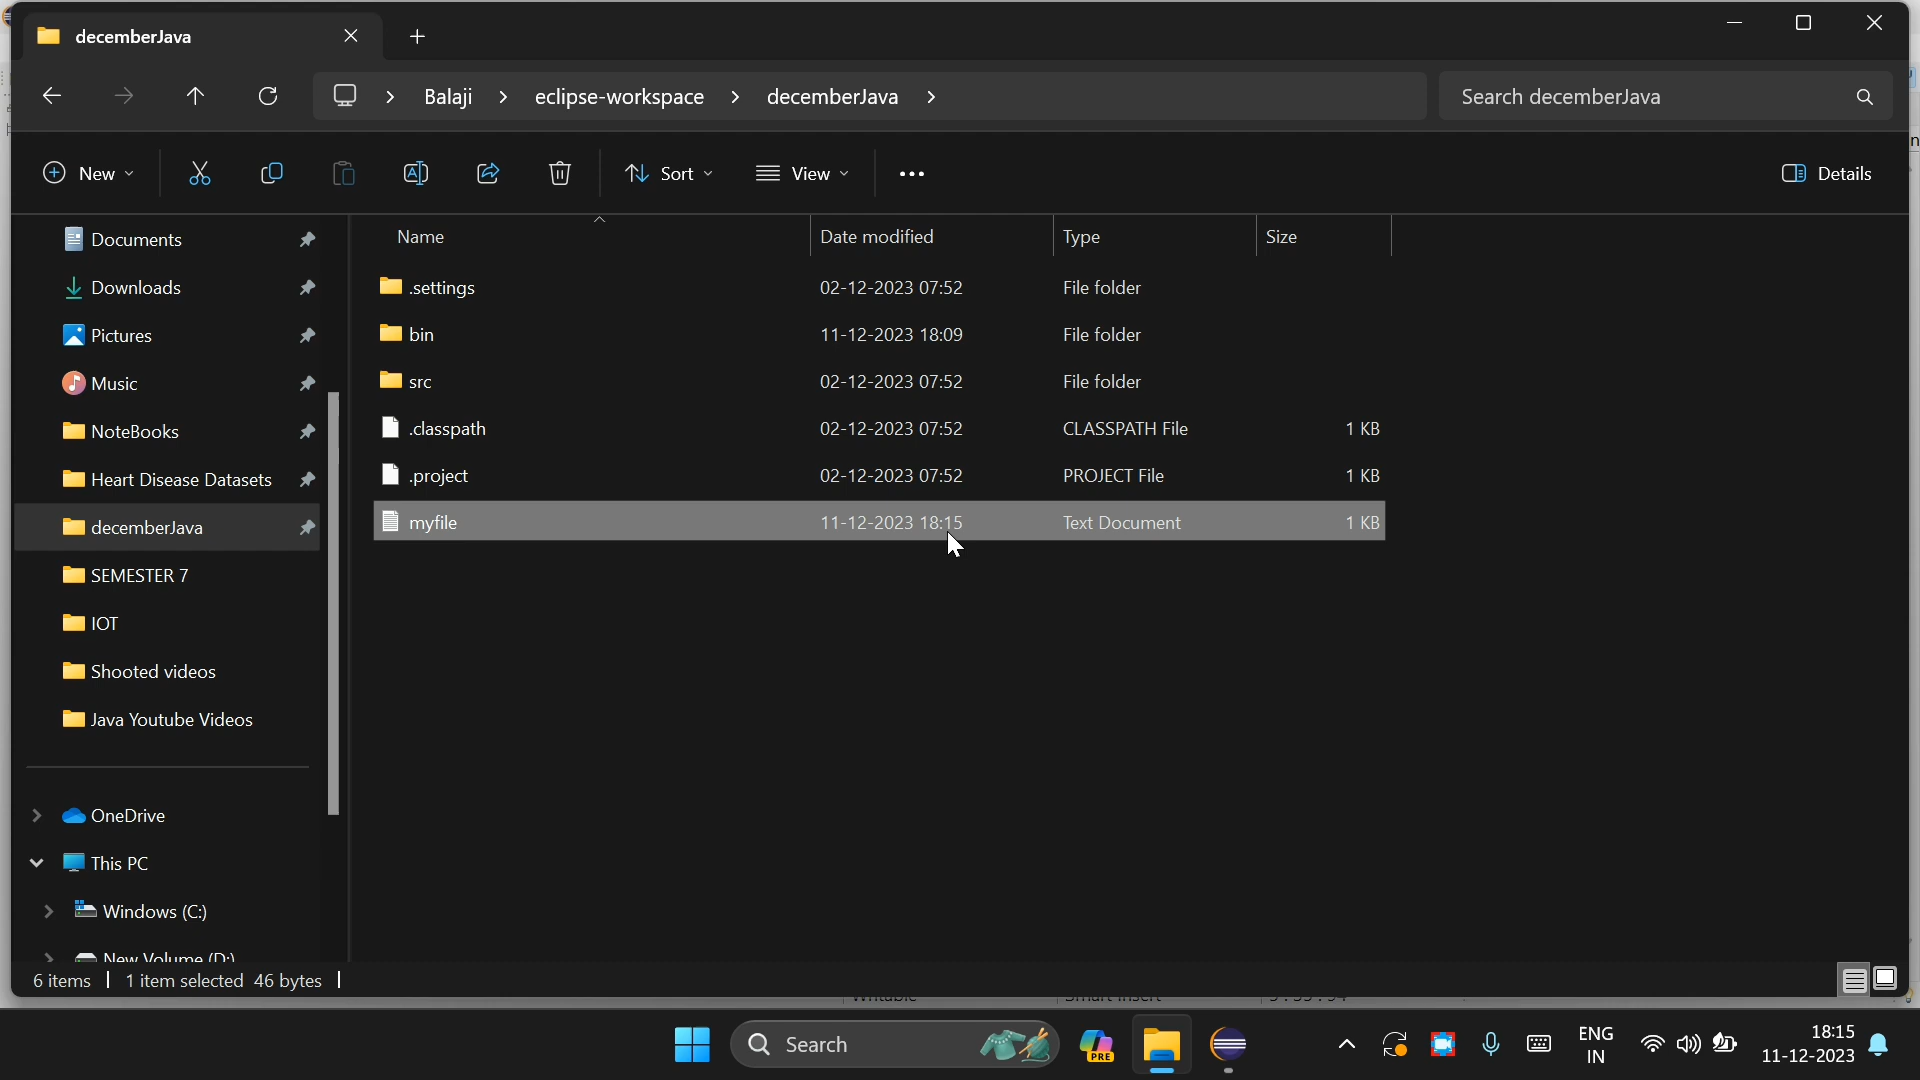 decemberJava
Balaji > eclipse-workspace > decemberJava >
Search decemberJava
New
Sort
View
Details
Documents
Downloads
Pictures
Music
NoteBooks
Heart Disease Datasets
decemberJava
SEMESTER 7
IOT
Shooted videos
Java Youtube Videos
OneDrive
This PC
Windows (C:)
New Volume (D:)
Name Date modified Type Size
.settings 02-12-2023 07:52 File folder
bin 11-12-2023 18:09 File folder
src 02-12-2023 07:52 File folder
.classpath 02-12-2023 07:52 CLASSPATH File 1 KB
.project 02-12-2023 07:52 PROJECT File 1 KB
myfile 11-12-2023 18:15 Text Document 1 KB
6 items 1 item selected 46 bytes
Search
PRE
ENG
IN
18:15
11-12-2023